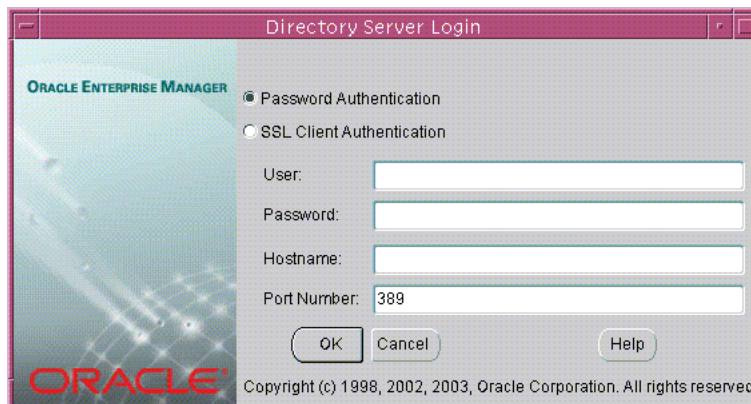 Directory Server Login
ORACLE ENTERPRISE MANAGER
Password Authentication
SSL Client Authentication
User:
Password:
Hostname:
Port Number: 389
OK Cancel Help
ORACLE
Copyright (c) 1998, 2002, 2003, Oracle Corporation. All rights reserved